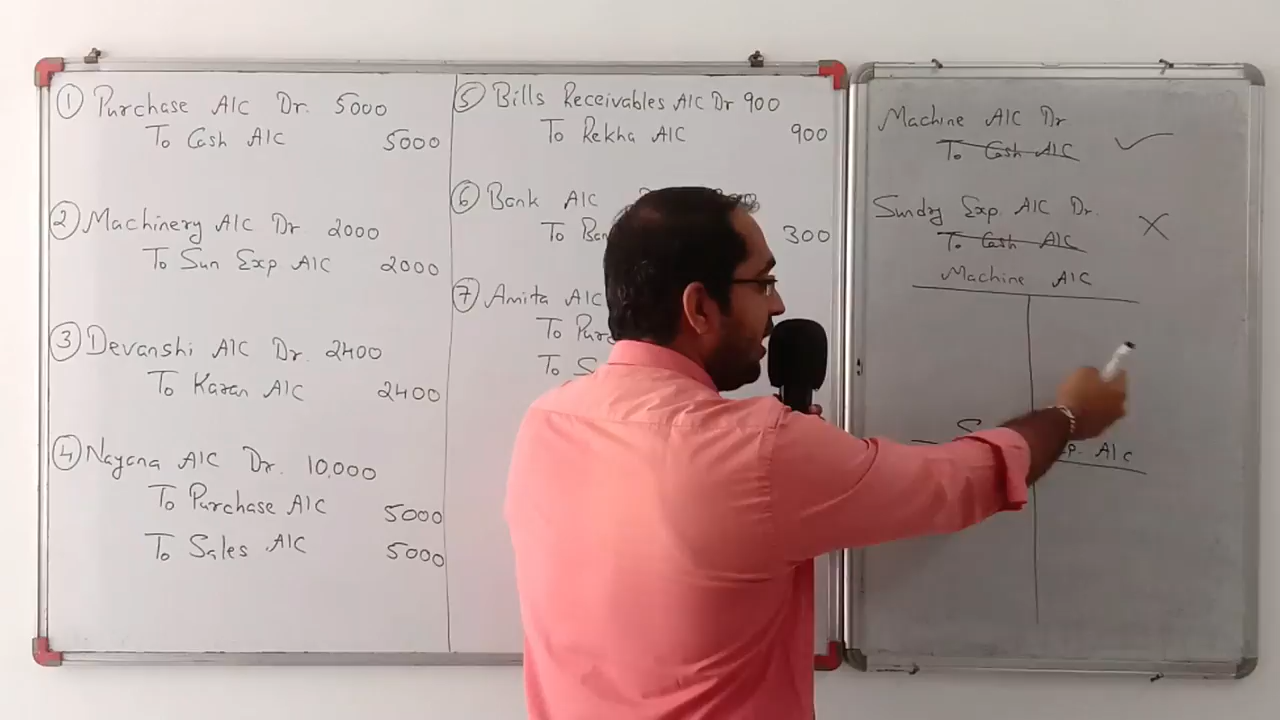 ① Purchase A/C Dr. 5000
To Cash A/C 5000
② Machinery A/C Dr 2000
To Sun Exp A/C 2000
③ Devanshi A/C Dr. 2400
To Karan A/C 2400
④ Nayana A/C Dr. 10,000
To Purchase A/C 5000
To Sales A/C 5000
⑤ Bills Receivables A/C Dr 900
To Rekha A/C 900
⑥ Bank A/C
To 300
⑦ Amita A/C
To
To
Machine A/C Dr
To Cash A/C ✓
Sundry Exp. A/C Dr.
To Cash A/C X
Machine A/C
A/C